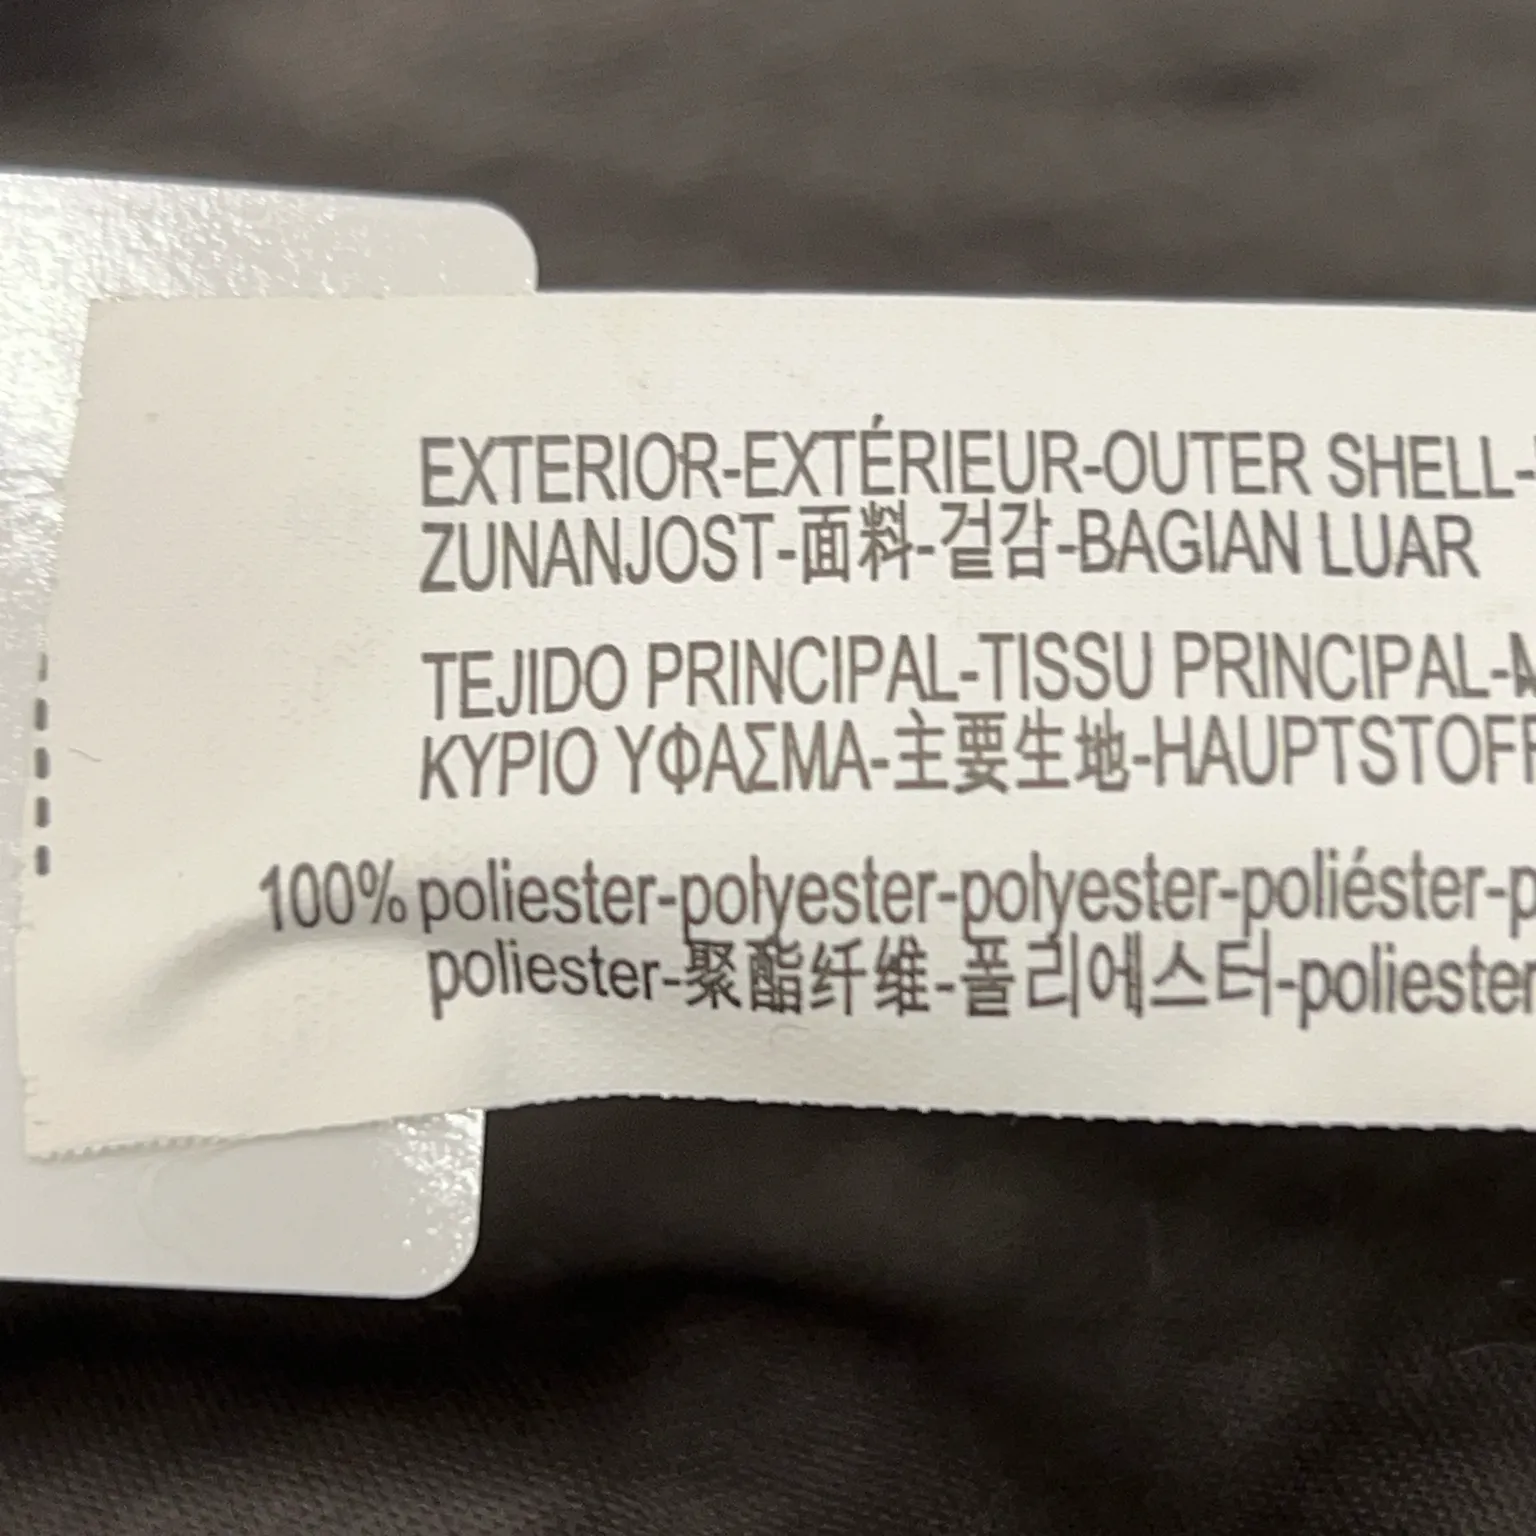 EXTERIOR-EXTÉRIEUR-OUTER SHELL-
ZUNANJOST-面料-겉감-BAGIAN LUAR
TEJIDO PRINCIPAL-TISSU PRINCIPAL-
ΚΥΡΙΟ ΥΦΑΣΜΑ-主要生地-HAUPTSTOFF
100% poliester-polyester-polyester-poliéster-p
poliester-聚酯纤维-폴리에스터-poliester